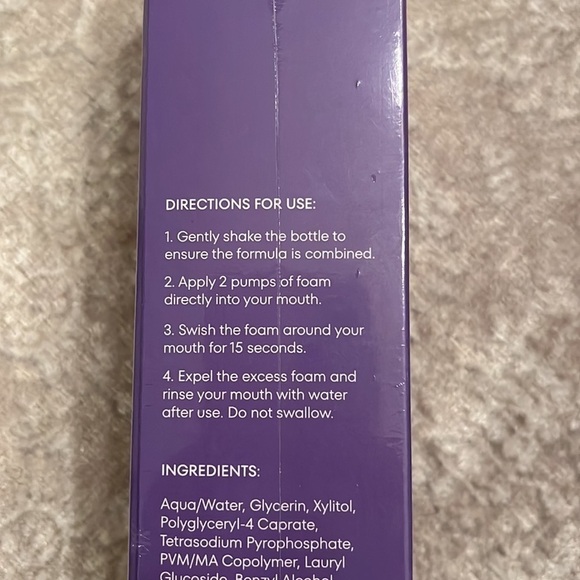 DIRECTIONS FOR USE:
1. Gently shake the bottle to
ensure the formula is combined.
2. Apply 2 pumps of foam
directly into your mouth.
3. Swish the foam around your
mouth for 15 seconds.
4. Expel the excess foam and
rinse your mouth with water
after use. Do not swallow.
INGREDIENTS:
Aqua/Water, Glycerin, Xylitol,
Polyglyceryl-4 Caprate,
Tetrasodium Pyrophosphate,
PVM/MA Copolymer, Lauryl
Glucoside, Benzyl Alcohol,